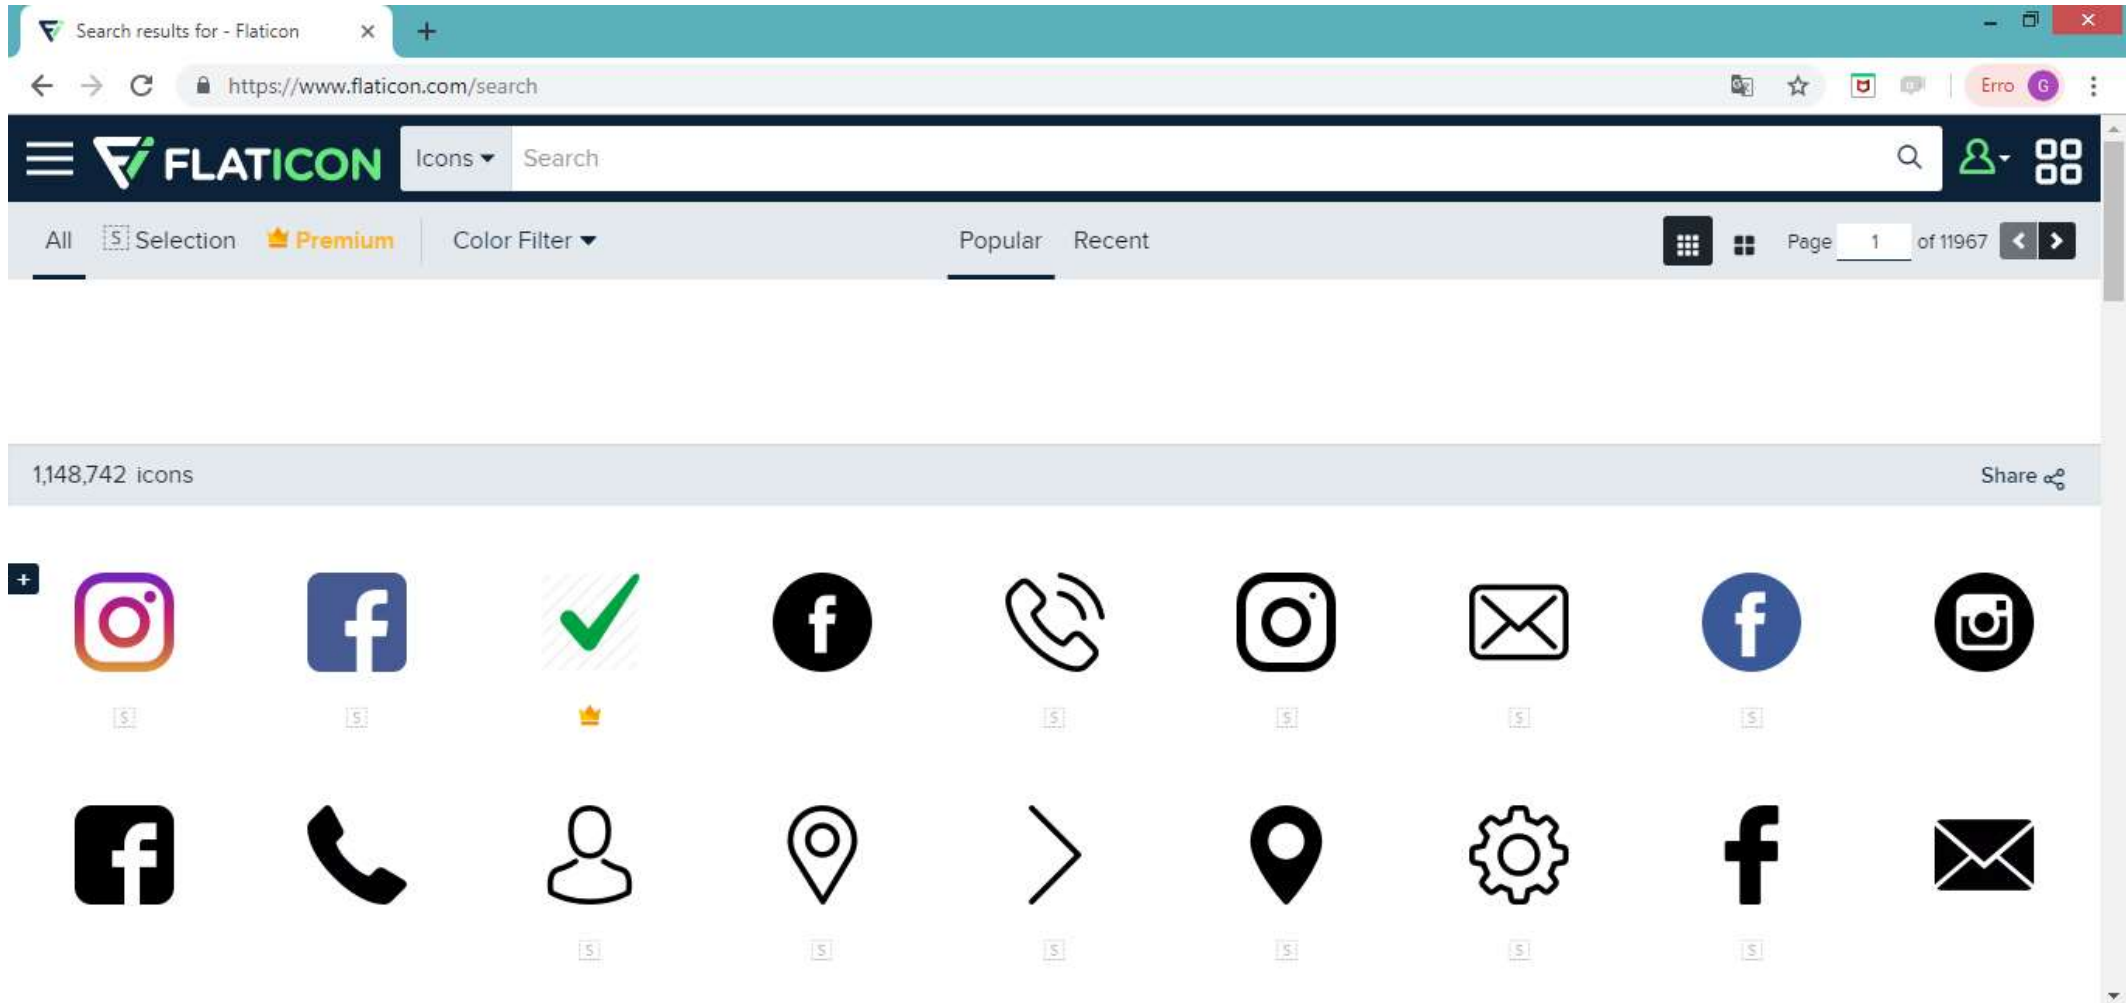 Search results for - Flaticon
https://www.flaticon.com/search
Erro G
FLATICON Icons Search
All S Selection Premium Color Filter Popular Recent Page 1 of 11967
1,148,742 icons Share
S S S S S S
S S S S S S